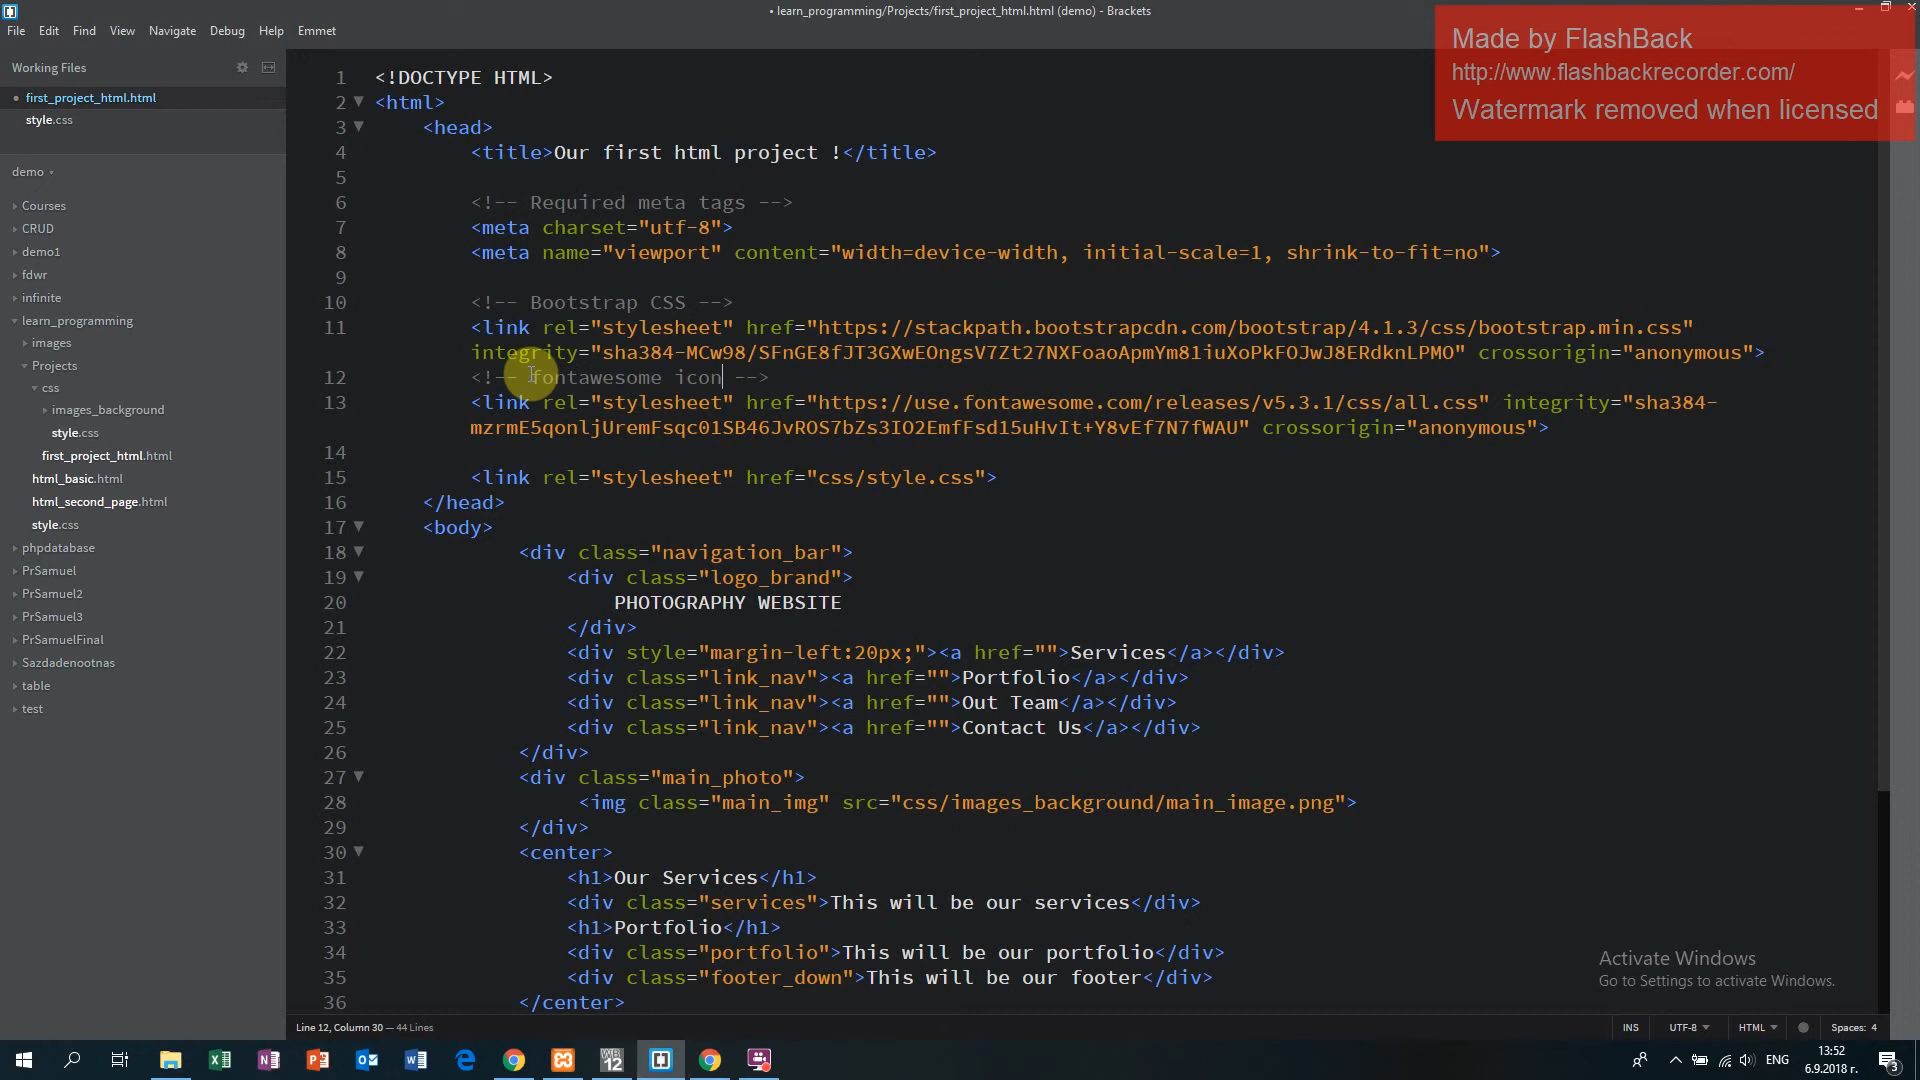 • learn_programming/Projects/first_project_html.html (demo) - Brackets
File Edit Find View Navigate Debug Help Emmet
Made by FlashBack
http://www.flashbackrecorder.com/
Watermark removed when licensed
Working Files
• first_project_html.html
style.css
demo
Courses
CRUD
demo1
fdwr
infinite
learn_programming
images
Projects
css
images_background
style.css
first_project_html.html
html_basic.html
html_second_page.html
style.css
phpdatabase
PrSamuel
PrSamuel2
PrSamuel3
PrSamuelFinal
Sazdadenootnas
table
test
1 <!DOCTYPE HTML>
2 <html>
3 <head>
4 <title>Our first html project !</title>
5
6 <!-- Required meta tags -->
7 <meta charset="utf-8">
8 <meta name="viewport" content="width=device-width, initial-scale=1, shrink-to-fit=no">
9
10 <!-- Bootstrap CSS -->
11 <link rel="stylesheet" href="https://stackpath.bootstrapcdn.com/bootstrap/4.1.3/css/bootstrap.min.css"
integrity="sha384-MCw98/SFnGE8fJT3GXwEOngsV7Zt27NXFoaoApmYm81iuXoPkFOJwJ8ERdknLPMO" crossorigin="anonymous">
12 <!-- fontawesome icon -->
13 <link rel="stylesheet" href="https://use.fontawesome.com/releases/v5.3.1/css/all.css" integrity="sha384-
mzrmE5qonljUremFsqc01SB46JvROS7bZs3IO2EmfFsd15uHvIt+Y8vEf7N7fWAU" crossorigin="anonymous">
14
15 <link rel="stylesheet" href="css/style.css">
16 </head>
17 <body>
18 <div class="navigation_bar">
19 <div class="logo_brand">
20 PHOTOGRAPHY WEBSITE
21 </div>
22 <div style="margin-left:20px;"><a href="">Services</a></div>
23 <div class="link_nav"><a href="">Portfolio</a></div>
24 <div class="link_nav"><a href="">Out Team</a></div>
25 <div class="link_nav"><a href="">Contact Us</a></div>
26 </div>
27 <div class="main_photo">
28 <img class="main_img" src="css/images_background/main_image.png">
29 </div>
30 <center>
31 <h1>Our Services</h1>
32 <div class="services">This will be our services</div>
33 <h1>Portfolio</h1>
34 <div class="portfolio">This will be our portfolio</div>
35 <div class="footer_down">This will be our footer</div>
36 </center>
Activate Windows
Go to Settings to activate Windows.
Line 12, Column 30 — 44 Lines
INS UTF-8 HTML Spaces: 4
WB 12
ENG
13:52
6.9.2018 г.
3